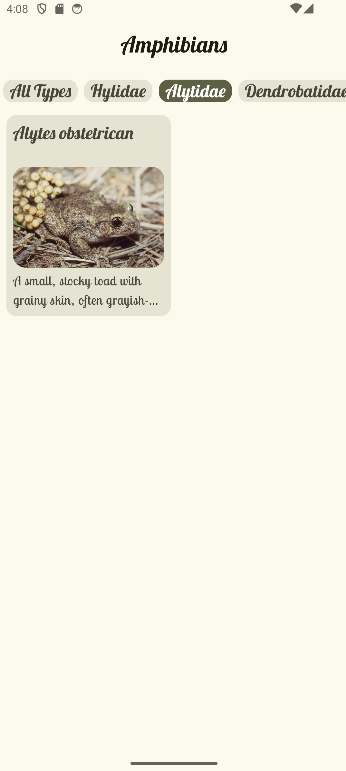 4:08
Amphibians
All Types Hylidae Alytidae Dendrobatidae
Alytes obstetrican
A small, stocky toad with
grainy skin, often grayish-...